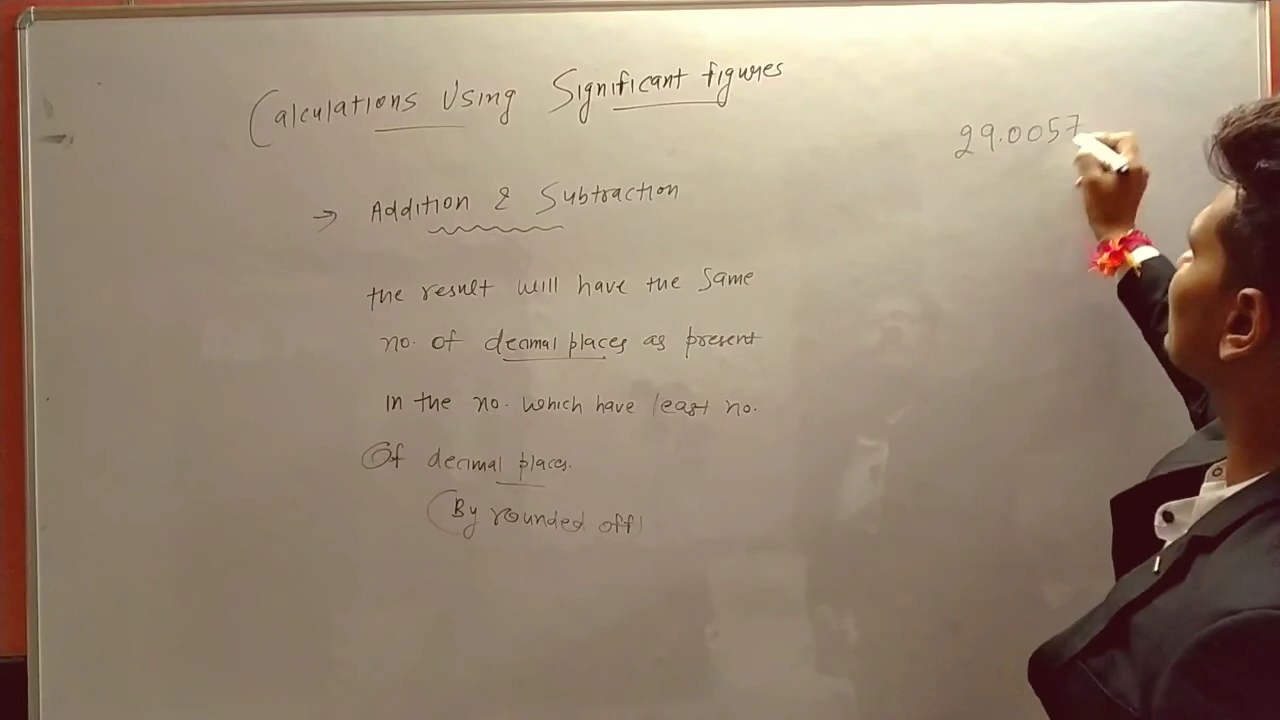 Calculations Using Significant figures
29.0057
→ Addition & Subtraction
the result will have the same
no. of decimal places as present
in the no. which have least no.
Of decimal places.
(By rounded off)